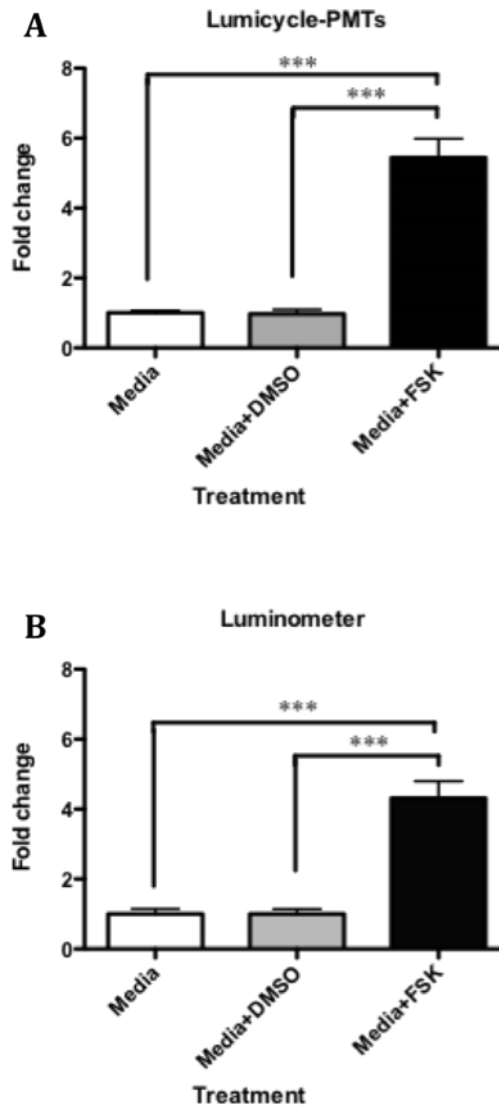 A
Lumicycle-PMTs
***
***
Fold change
8
6
4
2
0
Media
Media+DMSO
Media+FSK
Treatment
B
Luminometer
***
***
Fold change
8
6
4
2
0
Media
Media+DMSO
Media+FSK
Treatment